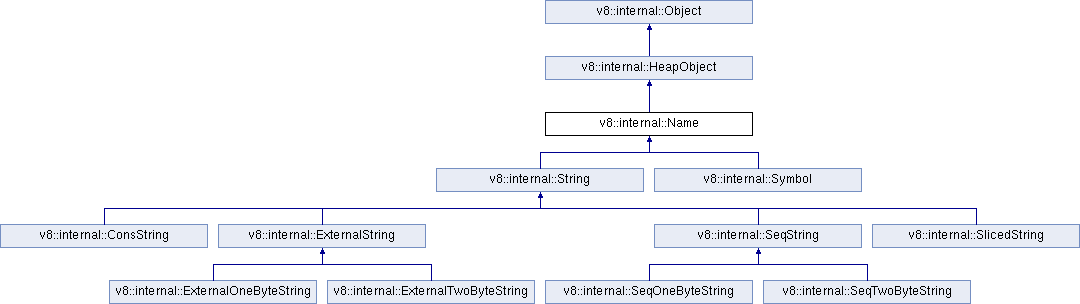 v8::internal::Object
v8::internal::HeapObject
v8::internal::Name
v8::internal::String
v8::internal::Symbol
v8::internal::ConsString
v8::internal::ExternalString
v8::internal::SeqString
v8::internal::SlicedString
v8::internal::ExternalOneByteString
v8::internal::ExternalTwoByteString
v8::internal::SeqOneByteString
v8::internal::SeqTwoByteString